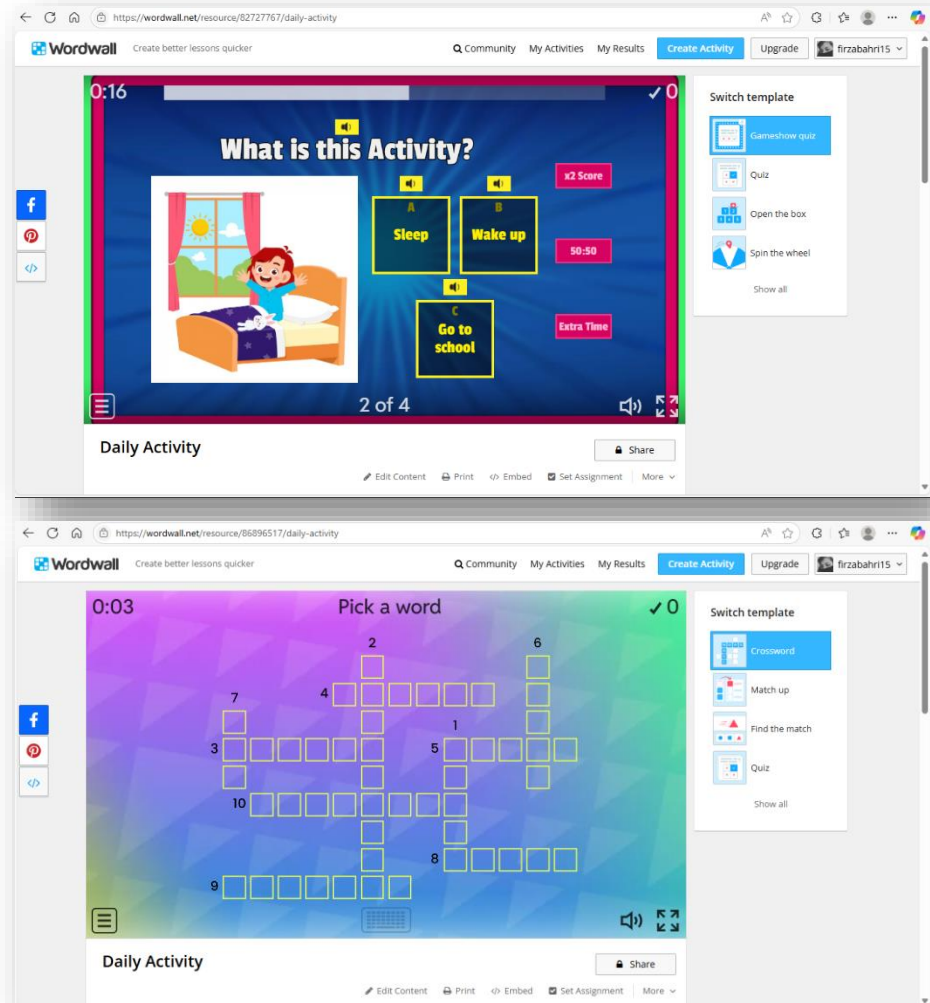 https://wordwall.net/resource/82727767/daily-activity
Wordwall Create better lessons quicker Community My Activities My Results Create Activity Upgrade firzabahri15
0:16 ✓ 0
What is this Activity?
A
Sleep
B
Wake up
C
Go to
school
x2 Score
50:50
Extra Time
2 of 4
Switch template
Gameshow quiz
Quiz
Open the box
Spin the wheel
Show all
Daily Activity
Share
Edit Content Print Embed Set Assignment More
https://wordwall.net/resource/86896517/daily-activity
Wordwall Create better lessons quicker Community My Activities My Results Create Activity Upgrade firzabahri15
0:03 Pick a word ✓ 0
2 6
7 4
1
3 5
10
8
9
Switch template
Crossword
Match up
Find the match
Quiz
Show all
Daily Activity
Share
Edit Content Print Embed Set Assignment More